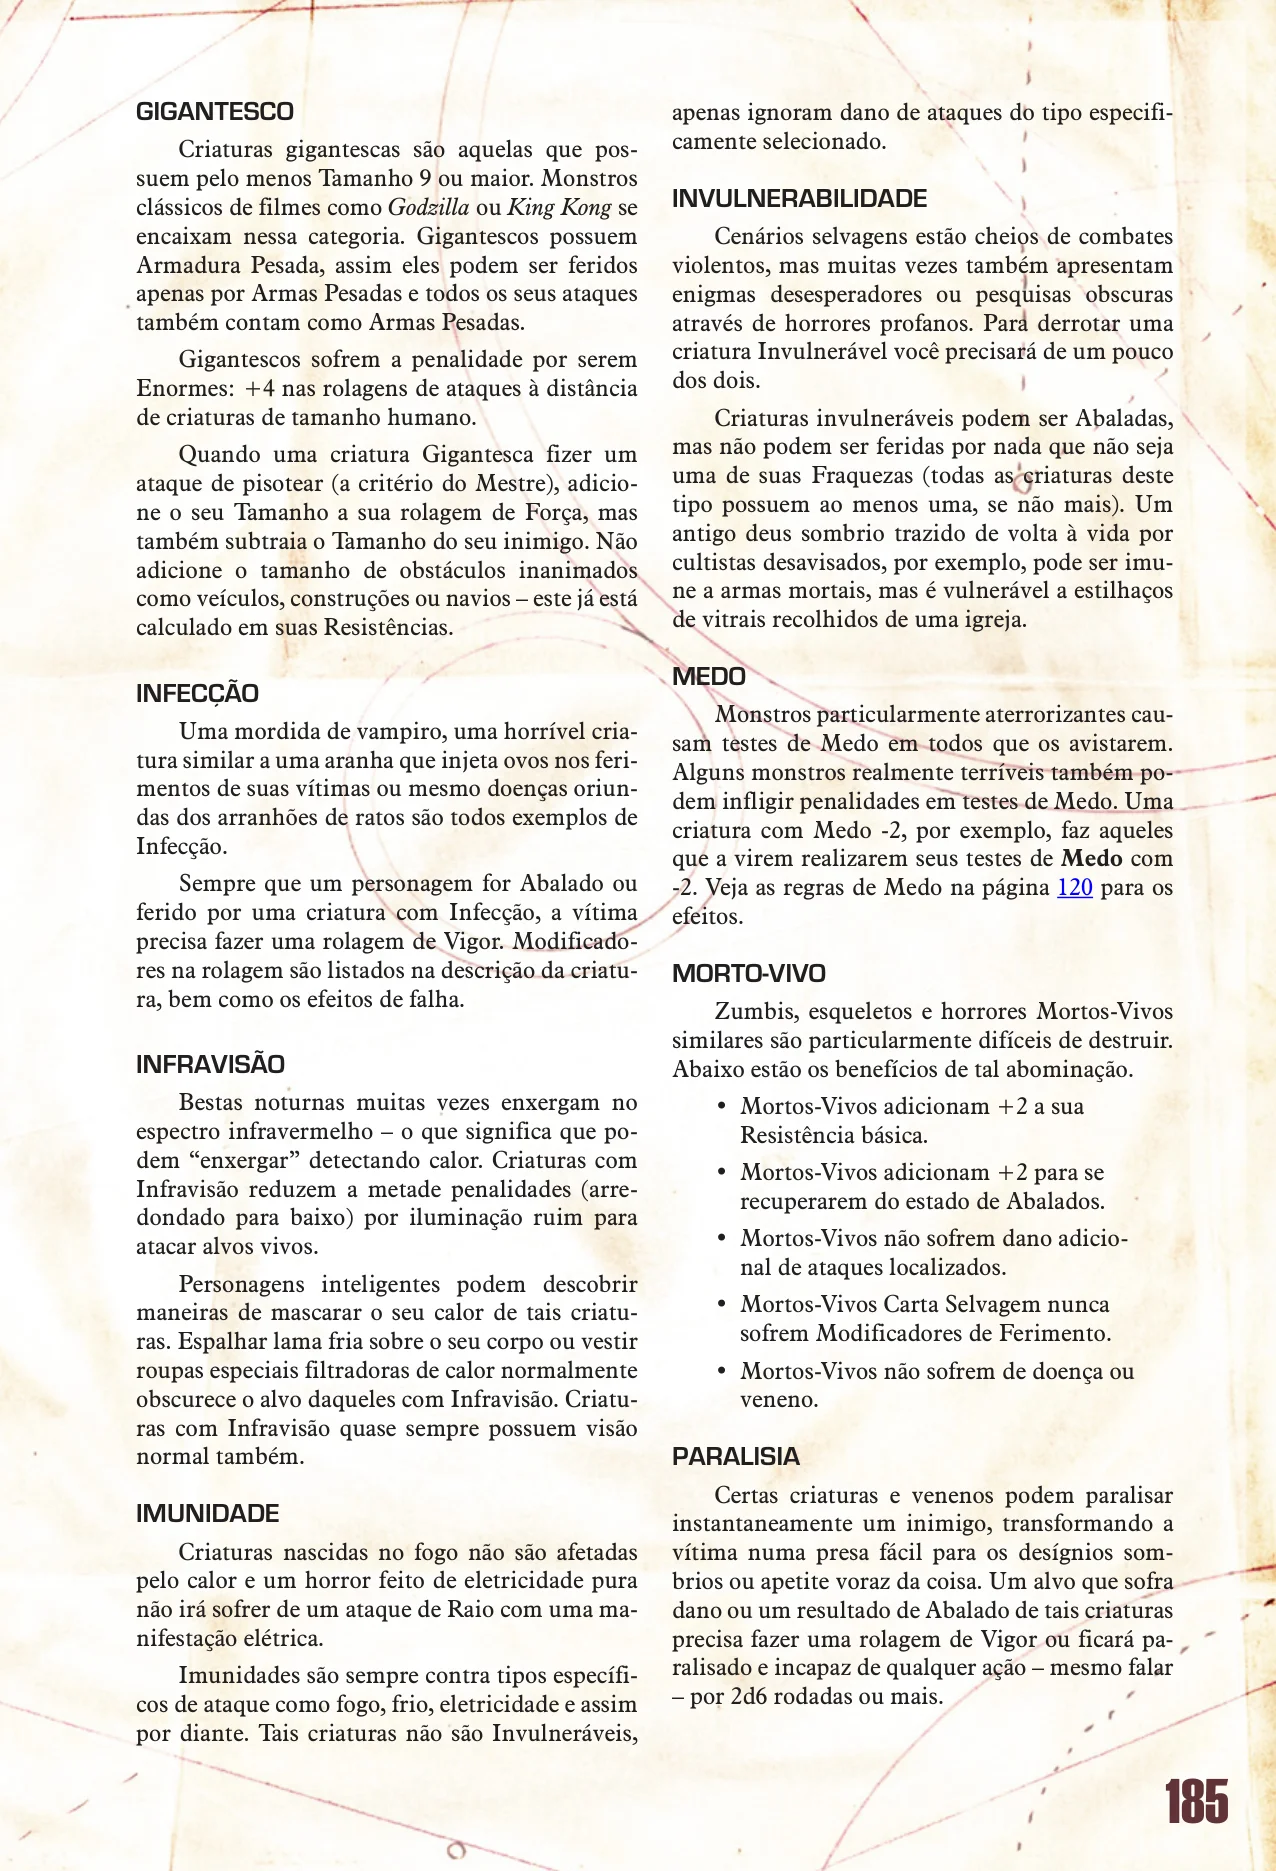 GIGANTESCO
Criaturas gigantescas são aquelas que pos-
suem pelo menos Tamanho 9 ou maior. Monstros
clássicos de filmes como Godzilla ou King Kong se
encaixam nessa categoria. Gigantescos possuem
Armadura Pesada, assim eles podem ser feridos
apenas por Armas Pesadas e todos os seus ataques
também contam como Armas Pesadas.
Gigantescos sofrem a penalidade por serem
Enormes: +4 nas rolagens de ataques à distância
de criaturas de tamanho humano.
Quando uma criatura Gigantesca fizer um
ataque de pisotear (a critério do Mestre), adicio-
ne o seu Tamanho a sua rolagem de Força, mas
também subtraia o Tamanho do seu inimigo. Não
adicione o tamanho de obstáculos inanimados
como veículos, construções ou navios – este já está
calculado em suas Resistências.
INFECÇÃO
Uma mordida de vampiro, uma horrível cria-
tura similar a uma aranha que injeta ovos nos feri-
mentos de suas vítimas ou mesmo doenças oriun-
das dos arranhões de ratos são todos exemplos de
Infecção.
Sempre que um personagem for Abalado ou
ferido por uma criatura com Infecção, a vítima
precisa fazer uma rolagem de Vigor. Modificado-
res na rolagem são listados na descrição da criatu-
ra, bem como os efeitos de falha.
INFRAVISÃO
Bestas noturnas muitas vezes enxergam no
espectro infravermelho – o que significa que po-
dem “enxergar” detectando calor. Criaturas com
Infravisão reduzem a metade penalidades (arre-
dondado para baixo) por iluminação ruim para
atacar alvos vivos.
Personagens inteligentes podem descobrir
maneiras de mascarar o seu calor de tais criatu-
ras. Espalhar lama fria sobre o seu corpo ou vestir
roupas especiais filtradoras de calor normalmente
obscurece o alvo daqueles com Infravisão. Criatu-
ras com Infravisão quase sempre possuem visão
normal também.
IMUNIDADE
Criaturas nascidas no fogo não são afetadas
pelo calor e um horror feito de eletricidade pura
não irá sofrer de um ataque de Raio com uma ma-
nifestação elétrica.
Imunidades são sempre contra tipos específi-
cos de ataque como fogo, frio, eletricidade e assim
por diante. Tais criaturas não são Invulneráveis,
apenas ignoram dano de ataques do tipo especifi-
camente selecionado.
INVULNERABILIDADE
Cenários selvagens estão cheios de combates
violentos, mas muitas vezes também apresentam
enigmas desesperadores ou pesquisas obscuras
através de horrores profanos. Para derrotar uma
criatura Invulnerável você precisará de um pouco
dos dois.
Criaturas invulneráveis podem ser Abaladas,
mas não podem ser feridas por nada que não seja
uma de suas Fraquezas (todas as criaturas deste
tipo possuem ao menos uma, se não mais). Um
antigo deus sombrio trazido de volta à vida por
cultistas desavisados, por exemplo, pode ser imu-
ne a armas mortais, mas é vulnerável a estilhaços
de vitrais recolhidos de uma igreja.
MEDO
Monstros particularmente aterrorizantes cau-
sam testes de Medo em todos que os avistarem.
Alguns monstros realmente terríveis também po-
dem infligir penalidades em testes de Medo. Uma
criatura com Medo -2, por exemplo, faz aqueles
que a virem realizarem seus testes de Medo com
-2. Veja as regras de Medo na página 120 para os
efeitos.
MORTO-VIVO
Zumbis, esqueletos e horrores Mortos-Vivos
similares são particularmente difíceis de destruir.
Abaixo estão os benefícios de tal abominação.
• Mortos-Vivos adicionam +2 a sua
Resistência básica.
• Mortos-Vivos adicionam +2 para se
recuperarem do estado de Abalados.
• Mortos-Vivos não sofrem dano adicio-
nal de ataques localizados.
• Mortos-Vivos Carta Selvagem nunca
sofrem Modificadores de Ferimento.
• Mortos-Vivos não sofrem de doença ou
veneno.
PARALISIA
Certas criaturas e venenos podem paralisar
instantaneamente um inimigo, transformando a
vítima numa presa fácil para os desígnios som-
brios ou apetite voraz da coisa. Um alvo que sofra
dano ou um resultado de Abalado de tais criaturas
precisa fazer uma rolagem de Vigor ou ficará pa-
ralisado e incapaz de qualquer ação – mesmo falar
– por 2d6 rodadas ou mais.
185